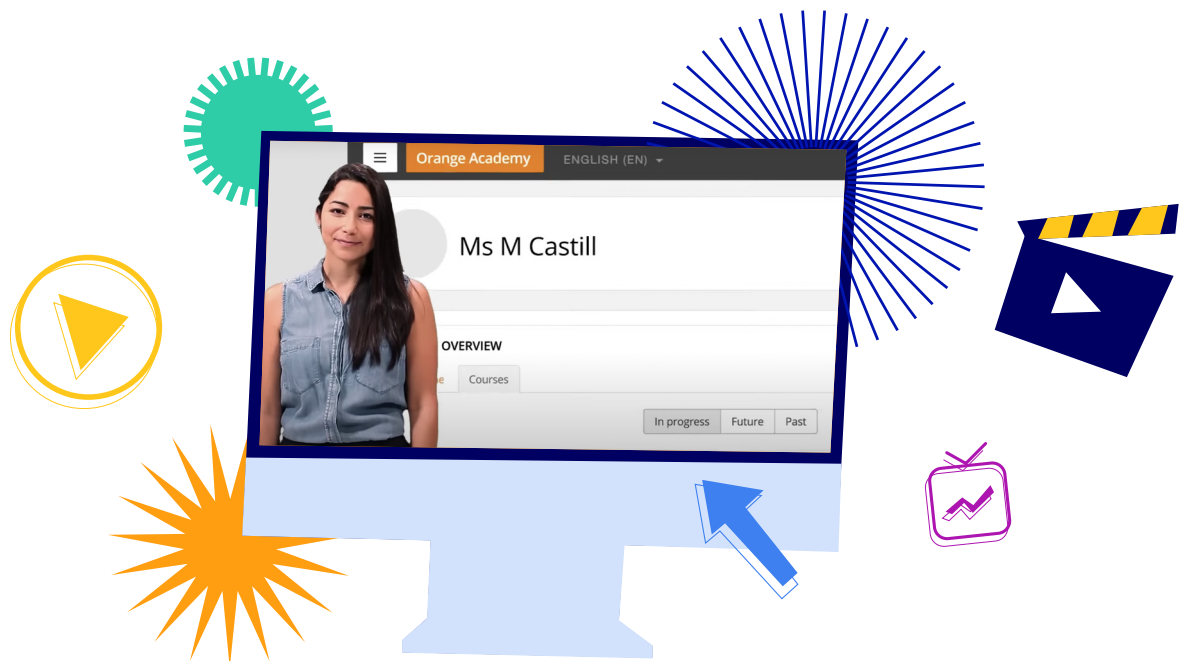 Orange Academy ENGLISH (EN)
Ms M Castill
OVERVIEW
Courses
In progress Future Past